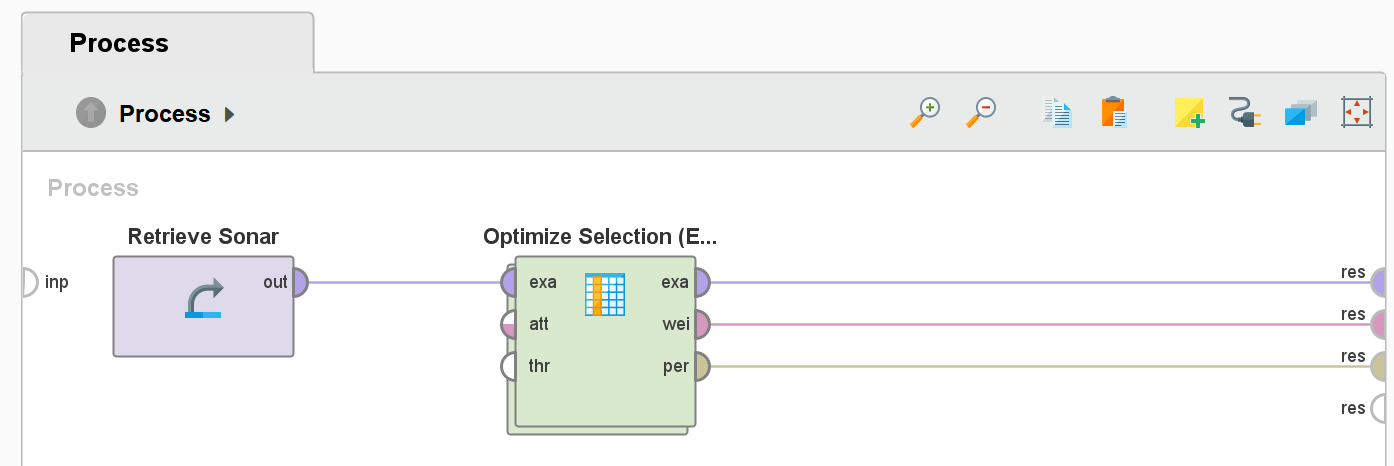 Process
Process
Process
Retrieve Sonar
Optimize Selection (E...
inp
out
exa
exa
res
att
wei
res
thr
per
res
res